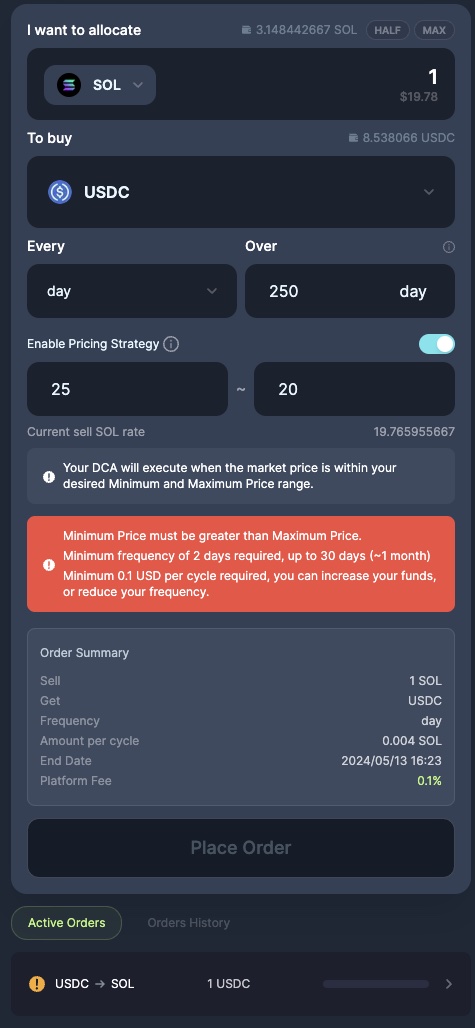 I want to allocate 3.148442667 SOL HALF MAX
SOL 1
$19.78
To buy 8.538066 USDC
USDC
Every Over
day 250 day
Enable Pricing Strategy
25 ~ 20
Current sell SOL rate 19.765955667
Your DCA will execute when the market price is within your
desired Minimum and Maximum Price range.
Minimum Price must be greater than Maximum Price.
Minimum frequency of 2 days required, up to 30 days (~1 month)
Minimum 0.1 USD per cycle required, you can increase your funds,
or reduce your frequency.
Order Summary
Sell 1 SOL
Get USDC
Frequency day
Amount per cycle 0.004 SOL
End Date 2024/05/13 16:23
Platform Fee 0.1%
Place Order
Active Orders Orders History
USDC → SOL 1 USDC